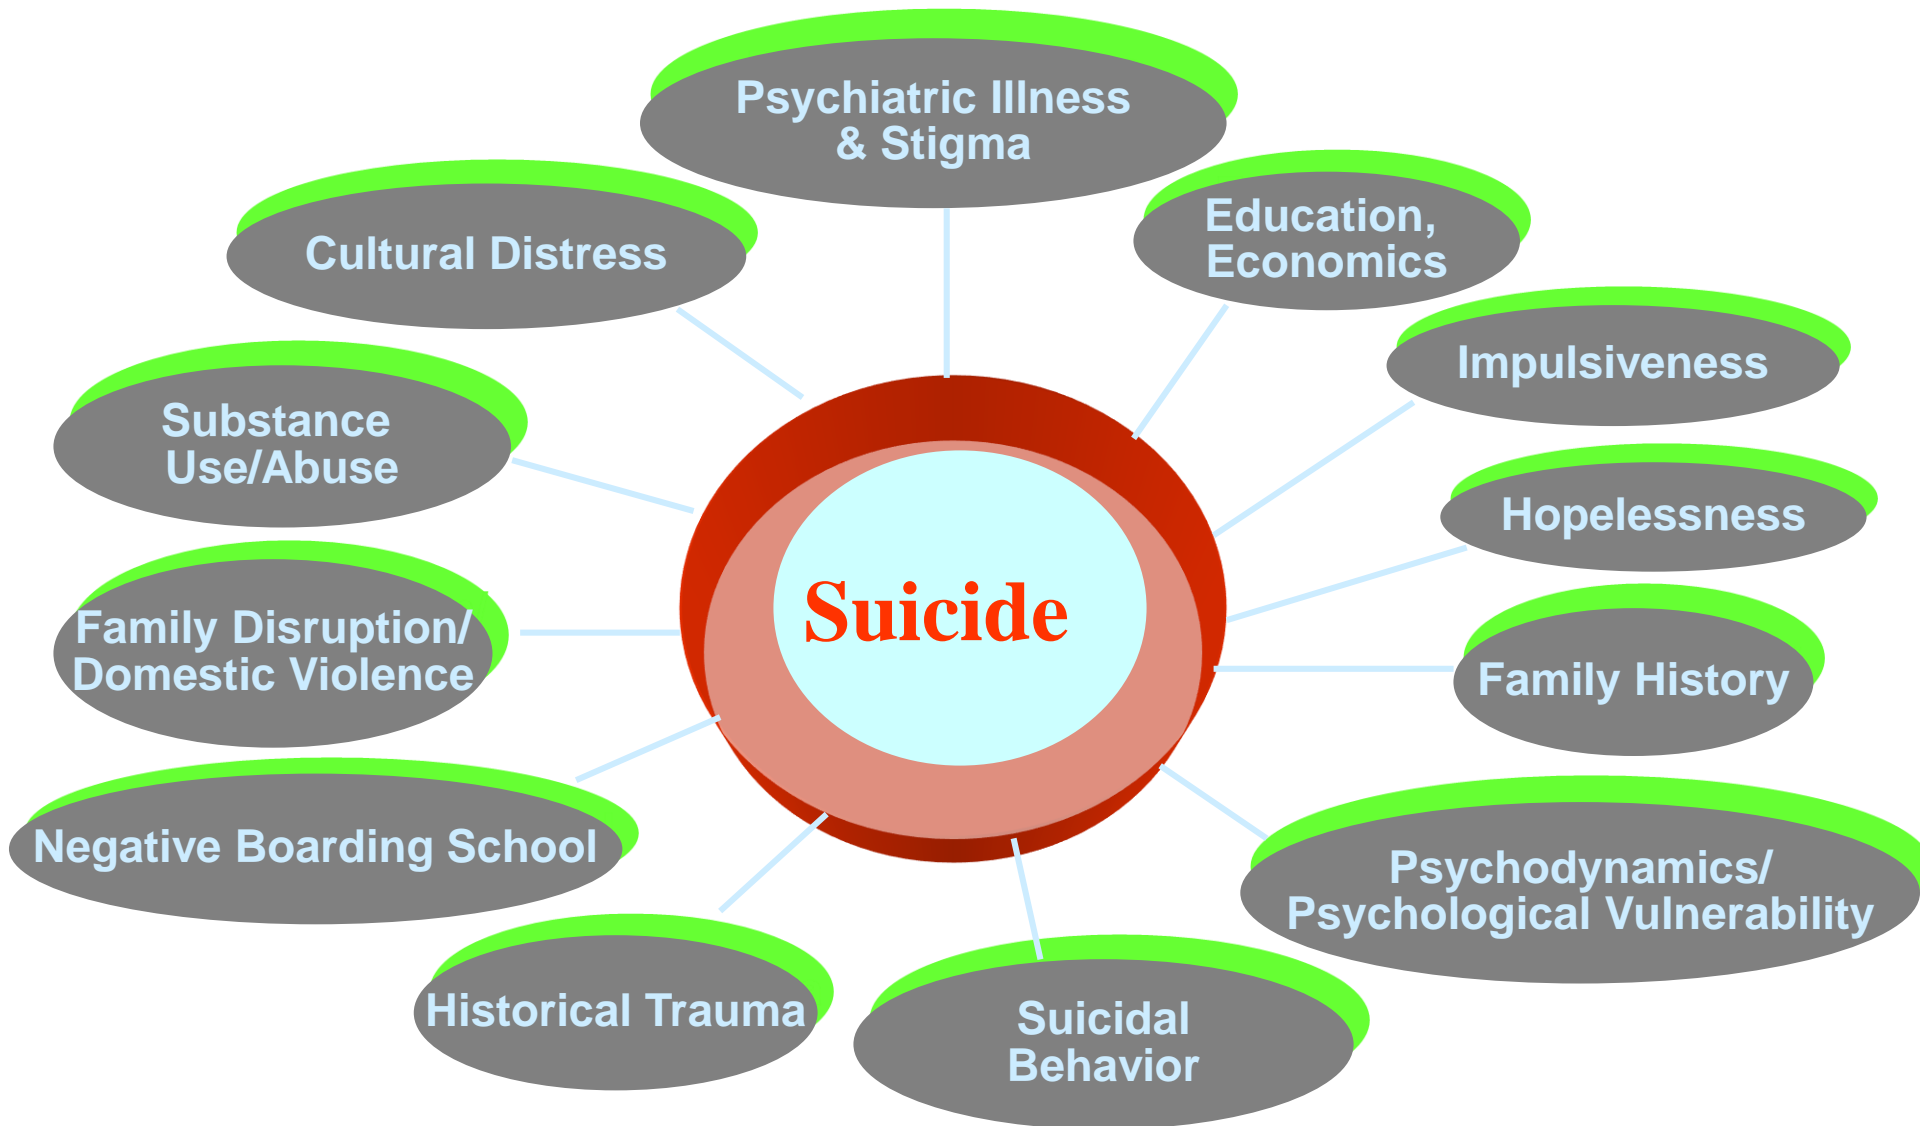 Psychiatric Illness
& Stigma
Cultural Distress
Education,
Economics
Impulsiveness
Substance
Use/Abuse
Hopelessness
Suicide
Family Disruption/
Domestic Violence
Family History
Negative Boarding School
Psychodynamics/
Psychological Vulnerability
Historical Trauma
Suicidal
Behavior